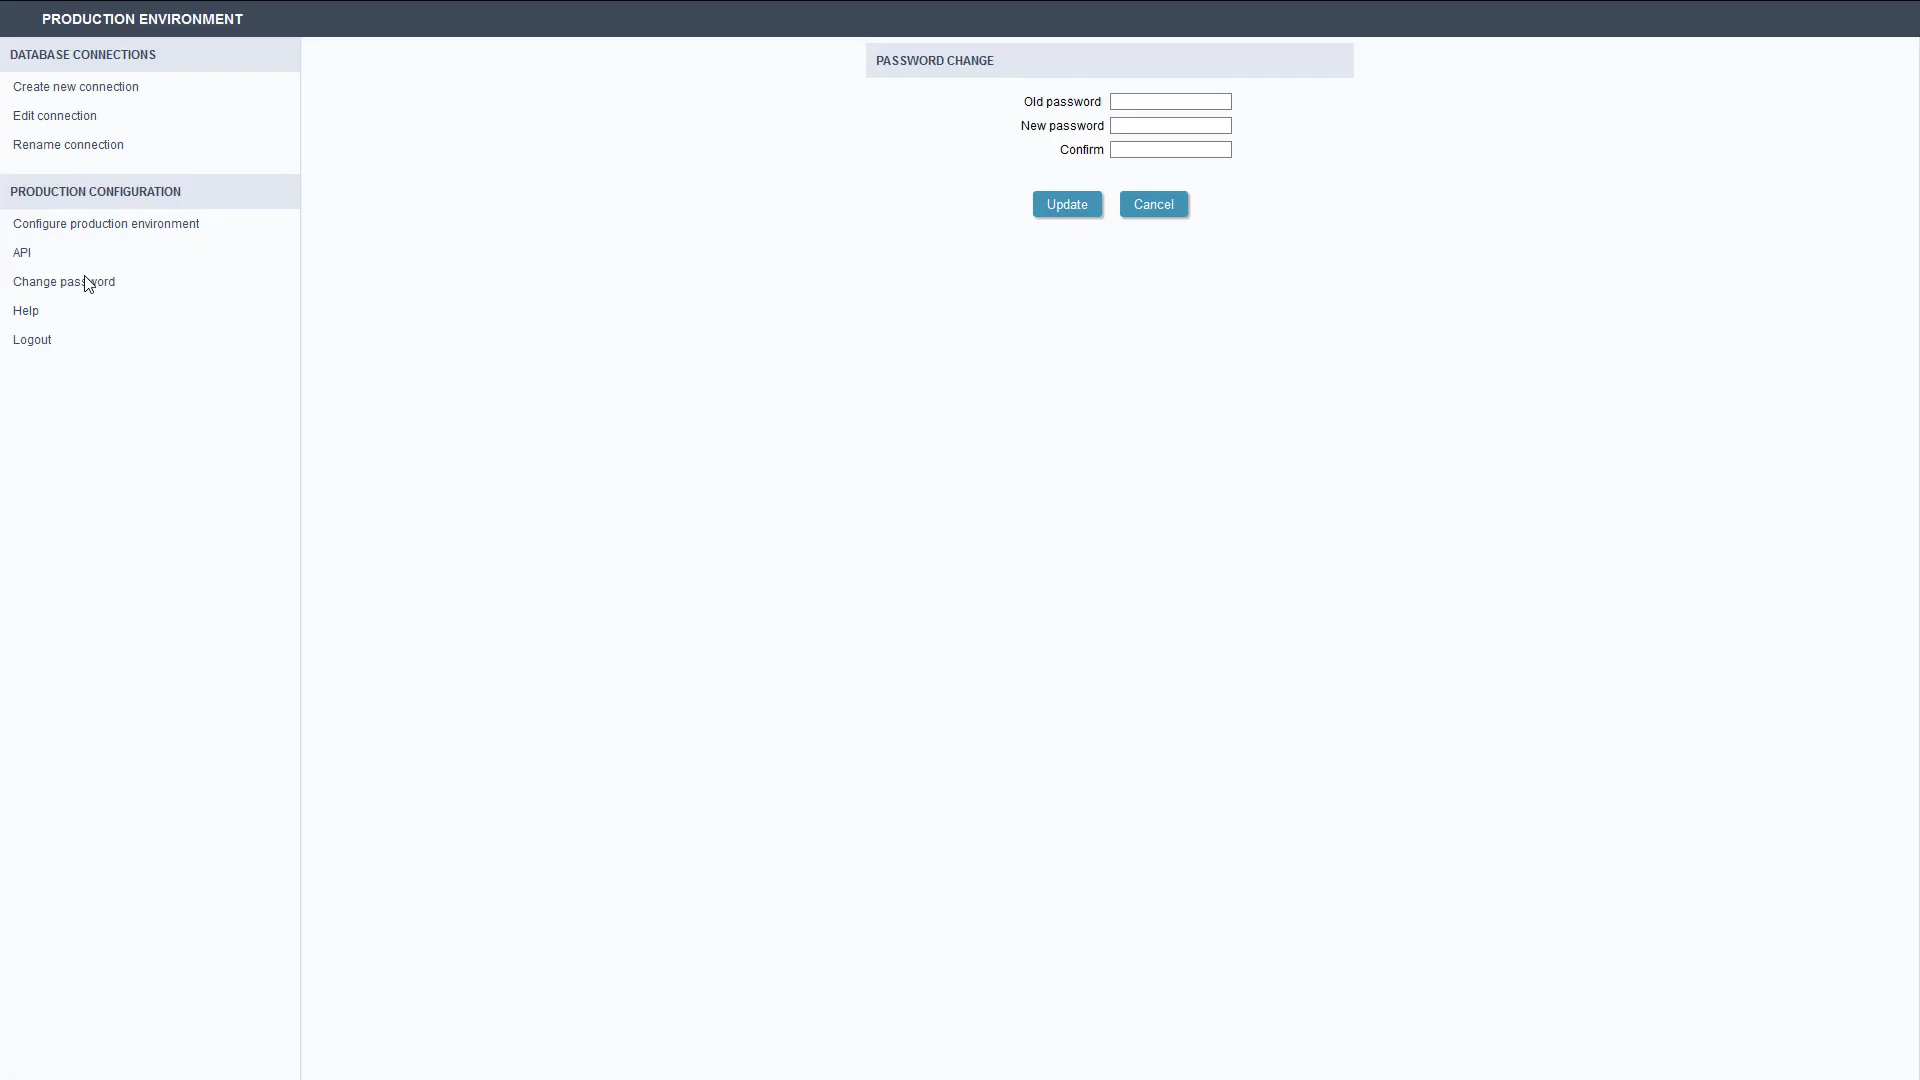 PRODUCTION ENVIRONMENT
DATABASE CONNECTIONS
Create new connection
Edit connection
Rename connection
PRODUCTION CONFIGURATION
Configure production environment
API
Change password
Help
Logout
PASSWORD CHANGE
Old password
New password
Confirm
Update Cancel